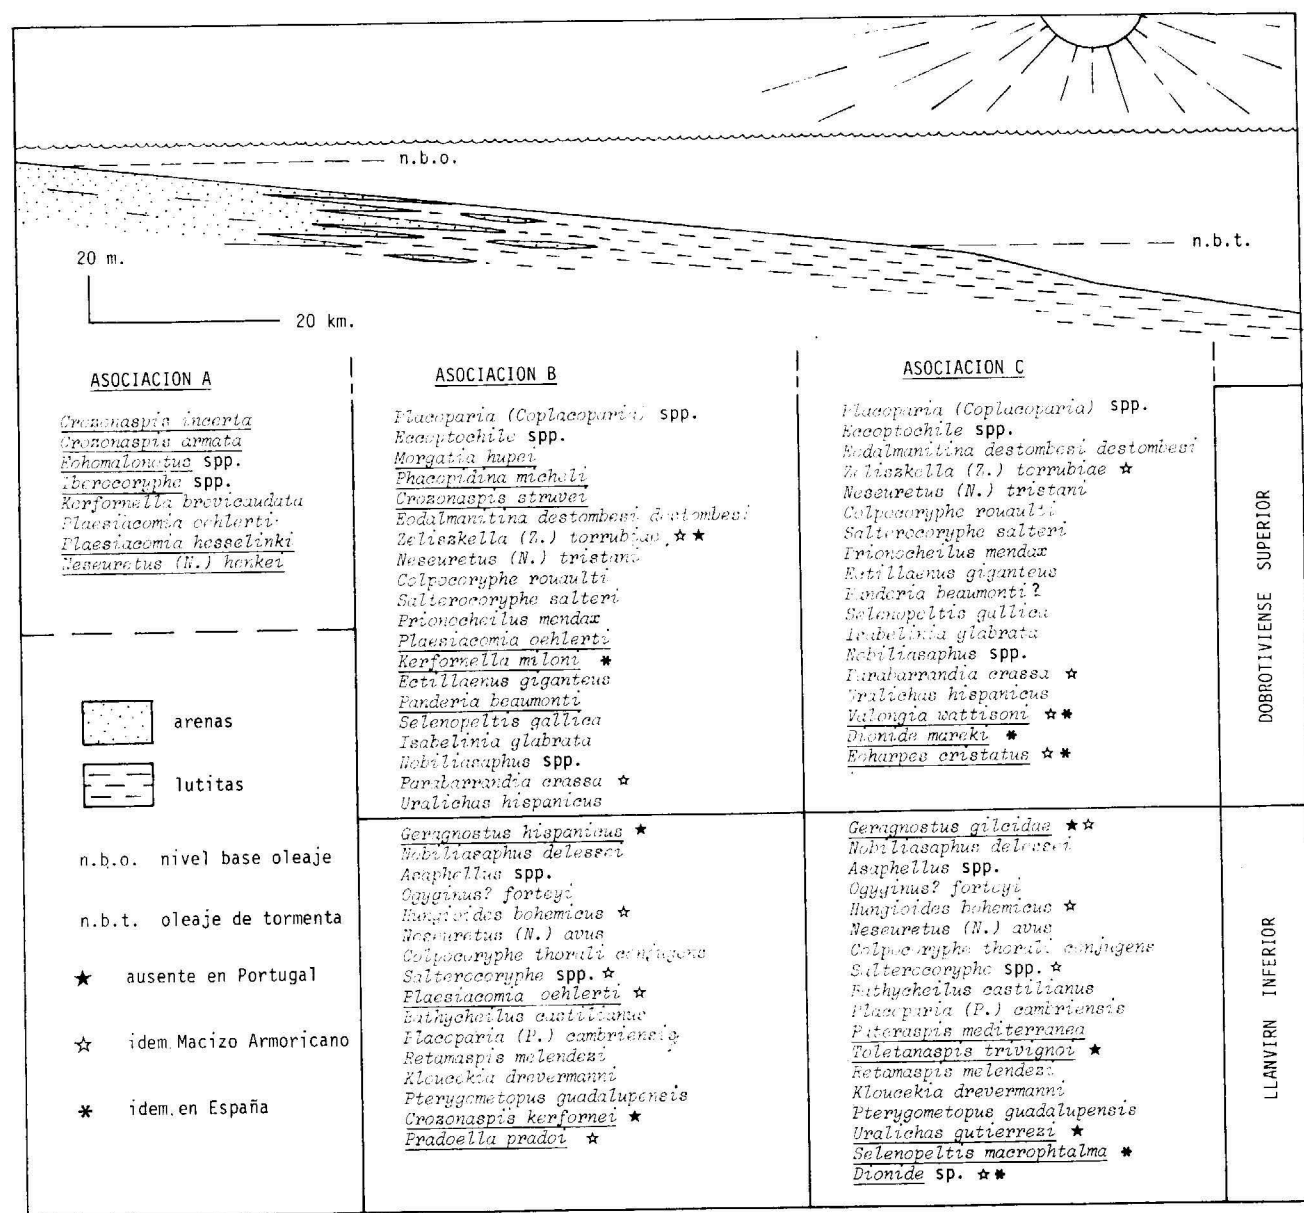 n.b.o.
n.b.t.
20 m.
20 km.
ASOCIACION A
Crozonaspis incerta
Crozonaspis armata
Eohomalonotus spp.
Iberocoryphe spp.
Kerfornella brevicaudata
Plaesiacomia oehlerti
Plaesiacomia hesselinki
Neseuretus (N.) henkei
arenas
lutitas
n.b.o. nivel base oleaje
n.b.t. oleaje de tormenta
★ ausente en Portugal
☆ idem. Macizo Armoricano
✱ idem. en España
ASOCIACION B
Placoparia (Coplacoparia) spp.
Eccoptochile spp.
Morgatia hupei
Phacopidina micheli
Crozonaspis struvei
Eodalmanitina destombesi destombesi
Zeliszkella (Z.) torrubiae ☆ ★
Neseuretus (N.) tristani
Colpocoryphe rouaulti
Salterocoryphe salteri
Prionocheilus mendax
Plaesiacomia oehlerti
Kerfornella miloni ✱
Ectillaenus giganteus
Panderia beaumonti
Selenopeltis gallica
Isabelinia glabrata
Nobiliasaphus spp.
Parabarrandia crassa ☆
Uralichas hispanicus
Geragnostus hispanicus ★
Nobiliasaphus delessei
Asaphellus spp.
Ogyginus? forteyi
Hungioides bohemicus ☆
Neseuretus (N.) avus
Colpocoryphe thorali conjugens
Salterocoryphe spp. ☆
Plaesiacomia oehlerti ☆
Bathycheilus castilianus
Placoparia (P.) cambriensis
Retamaspis melendezi
Kloucekia drevermanni
Pterygometopus guadalupensis
Crozonaspis kerfornei ★
Pradoella pradoi ☆
ASOCIACION C
Placoparia (Coplacoparia) spp.
Eccoptochile spp.
Eodalmanitina destombesi destombesi
Zeliszkella (Z.) torrubiae ☆
Neseuretus (N.) tristani
Colpocoryphe rouaulti
Salterocoryphe salteri
Prionocheilus mendax
Ectillaenus giganteus
Panderia beaumonti?
Selenopeltis gallica
Isabelinia glabrata
Nobiliasaphus spp.
Parabarrandia crassa ☆
Uralichas hispanicus
Valongia wattisoni ☆ ✱
Dionide mareki ✱
Eoharpes cristatus ☆ ✱
Geragnostus gilcidae ★ ☆
Nobiliasaphus delessei
Asaphellus spp.
Ogyginus? forteyi
Hungioides bohemicus ☆
Neseuretus (N.) avus
Colpocoryphe thorali conjugens
Salterocoryphe spp. ☆
Bathycheilus castilianus
Placoparia (P.) cambriensis
Pateraspis mediterranea
Toletanaspis trivignoi ★
Retamaspis melendezi
Kloucekia drevermanni
Pterygometopus guadalupensis
Uralichas gutierrezi ★
Selenopeltis macrophtalma ✱
Dionide sp. ☆ ✱
DOBROTIVIENSE SUPERIOR
LLANVIRN INFERIOR